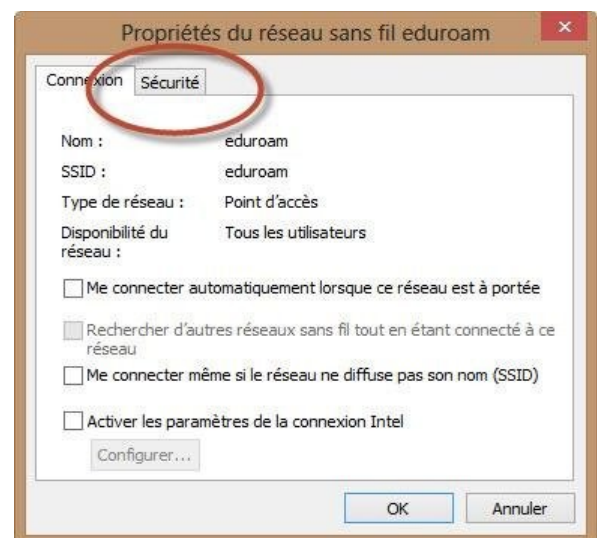 Propriétés du réseau sans fil eduroam
Connexion Sécurité
Nom : eduroam
SSID : eduroam
Type de réseau : Point d'accès
Disponibilité du Tous les utilisateurs
réseau :
Me connecter automatiquement lorsque ce réseau est à portée
Rechercher d'autres réseaux sans fil tout en étant connecté à ce
réseau
Me connecter même si le réseau ne diffuse pas son nom (SSID)
Activer les paramètres de la connexion Intel
Configurer...
OK Annuler